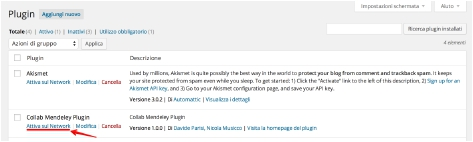 Impostazioni schermata Aiuto
Plugin Aggiungi nuovo
Totale (4) | Attivo (1) | Inattivi (3) | Utilizzo obbligatorio (1)
Ricerca plugin installati
Azioni di gruppo Applica
4 elementi
Plugin Descrizione
Akismet Used by millions, Akismet is quite possibly the best way in the world to protect your blog from comment and trackback spam. It keeps
Attiva sul Network | Modifica | Cancella your site protected from spam even while you sleep. To get started: 1) Click the "Activate" link to the left of this description, 2) Sign up for an
Akismet API key, and 3) Go to your Akismet configuration page, and save your API key.
Versione 3.0.2 | Di Automattic | Visualizza i dettagli
Collab Mendeley Plugin Collab Mendeley Plugin
Attiva sul Network | Modifica | Cancella Versione 1.0.0 | Di Davide Parisi, Nicola Musicco | Visita la homepage del plugin